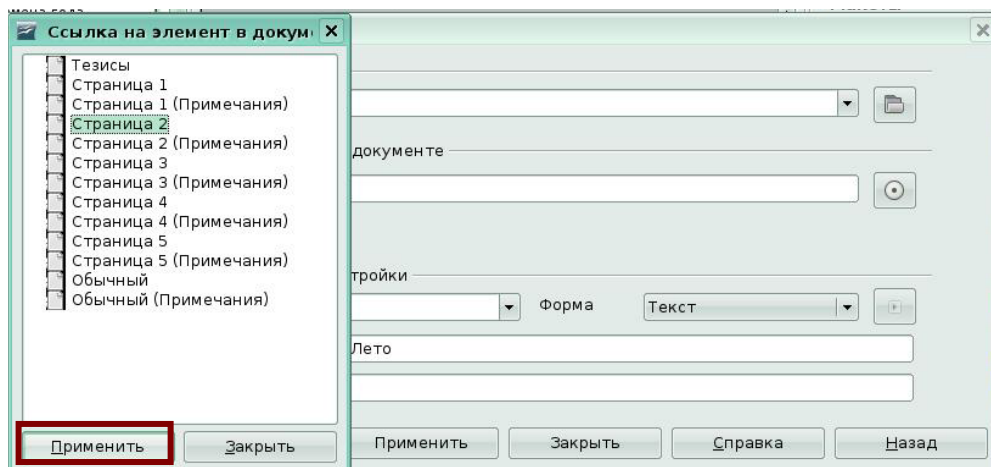 Ссылка на элемент в докум
Тезисы
Страница 1
Страница 1 (Примечания)
Страница 2
Страница 2 (Примечания)
Страница 3
Страница 3 (Примечания)
Страница 4
Страница 4 (Примечания)
Страница 5
Страница 5 (Примечания)
Обычный
Обычный (Примечания)
Применить
Закрыть
документе
тройки
Форма
Текст
Лето
Применить
Закрыть
Справка
Назад